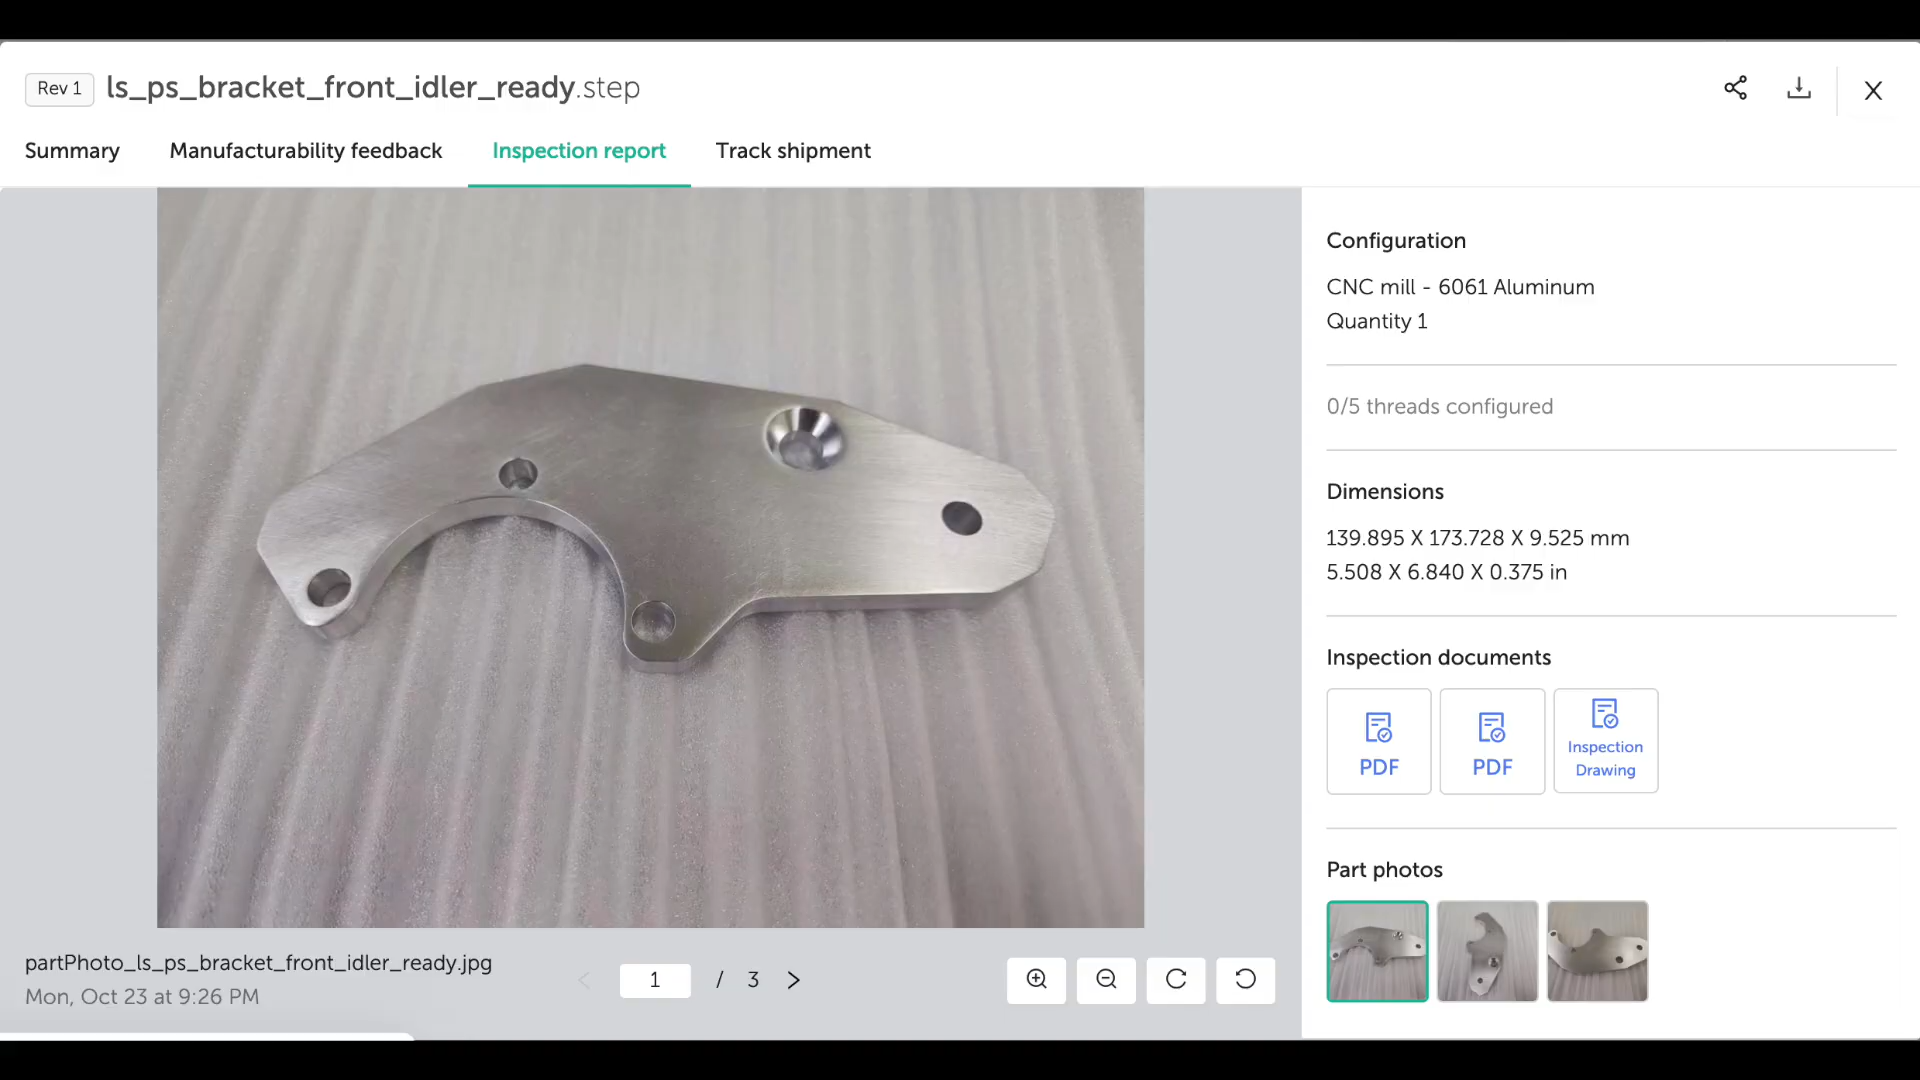 Rev 1 ls_ps_bracket_front_idler_ready.step
Summary Manufacturability feedback Inspection report Track shipment
Configuration
CNC mill - 6061 Aluminum
Quantity 1
0/5 threads configured
Dimensions
139.895 X 173.728 X 9.525 mm
5.508 X 6.840 X 0.375 in
Inspection documents
PDF
PDF
Inspection
Drawing
Part photos
partPhoto_ls_ps_bracket_front_idler_ready.jpg
Mon, Oct 23 at 9:26 PM
1 / 3